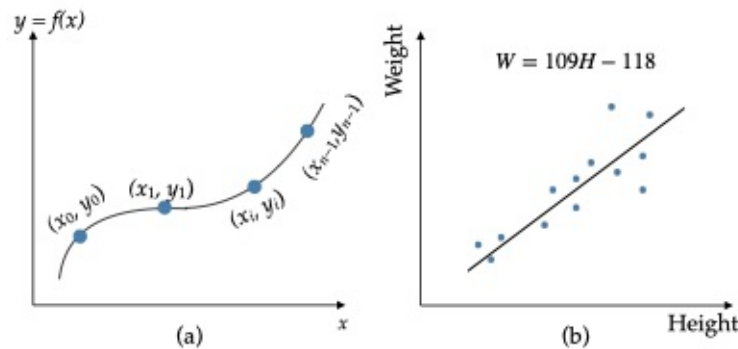 y = f(x)
(x₀, y₀)
(x₁, y₁)
(xᵢ, yᵢ)
(xₙ₋₁, yₙ₋₁)
x
(a)
Weight
W = 109H − 118
Height
(b)